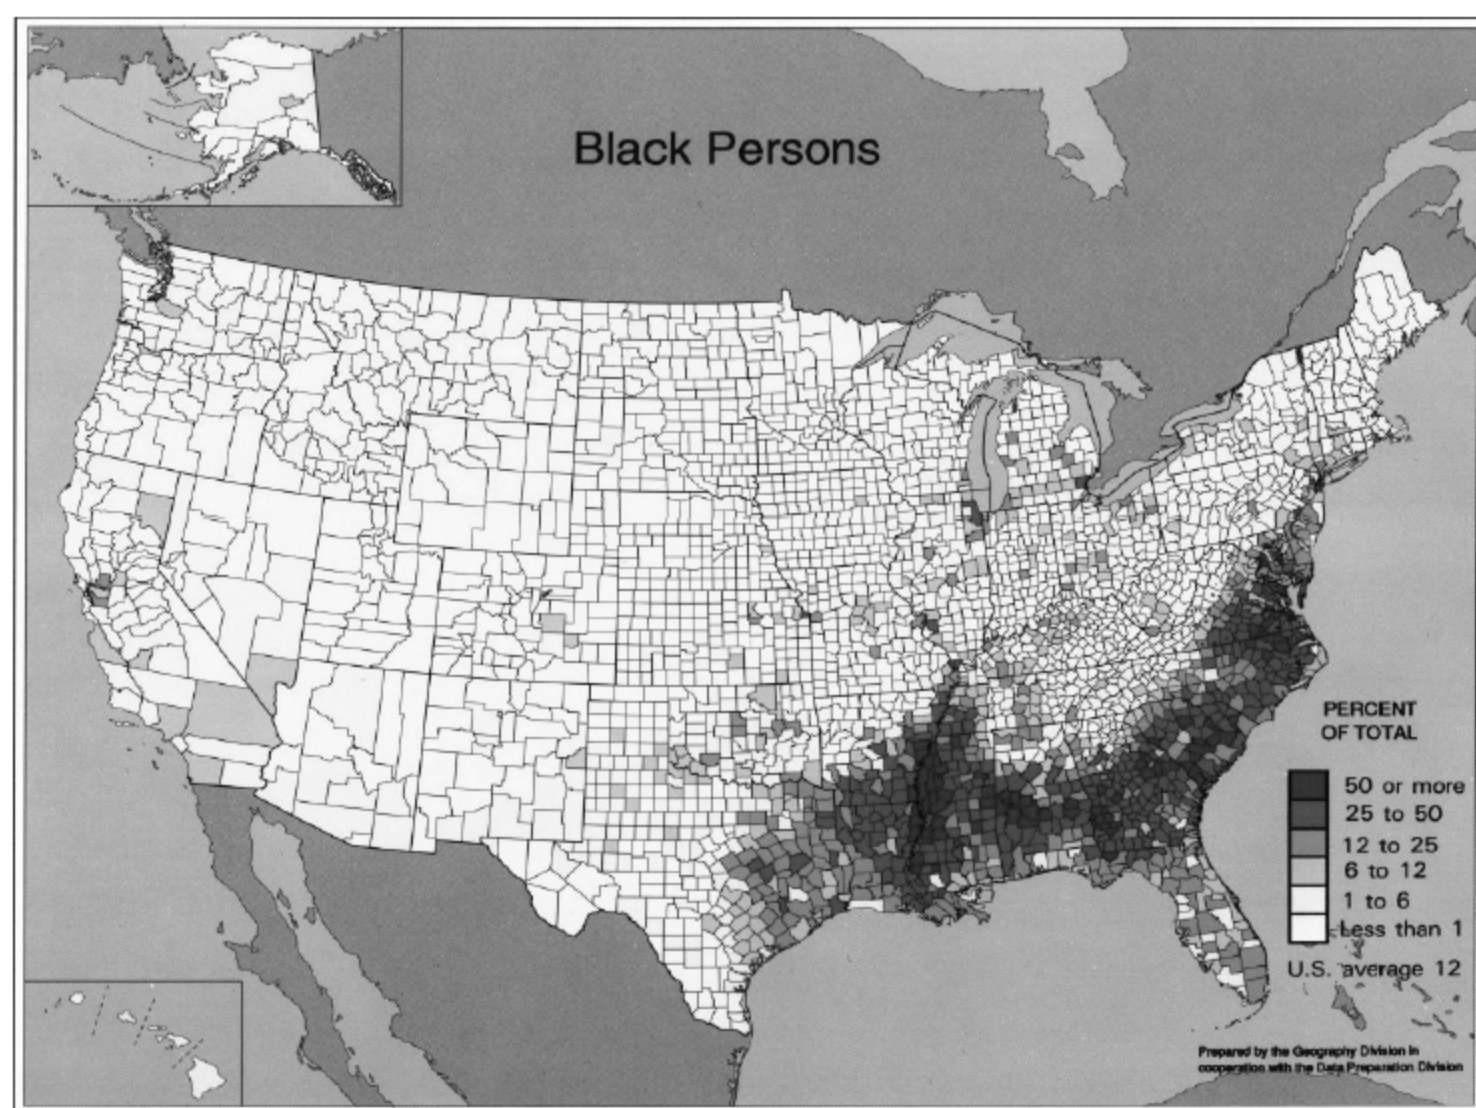 Black Persons
PERCENT
OF TOTAL
50 or more
25 to 50
12 to 25
6 to 12
1 to 6
Less than 1
U.S. average 12
Prepared by the Geography Division in
cooperation with the Data Preparation Division